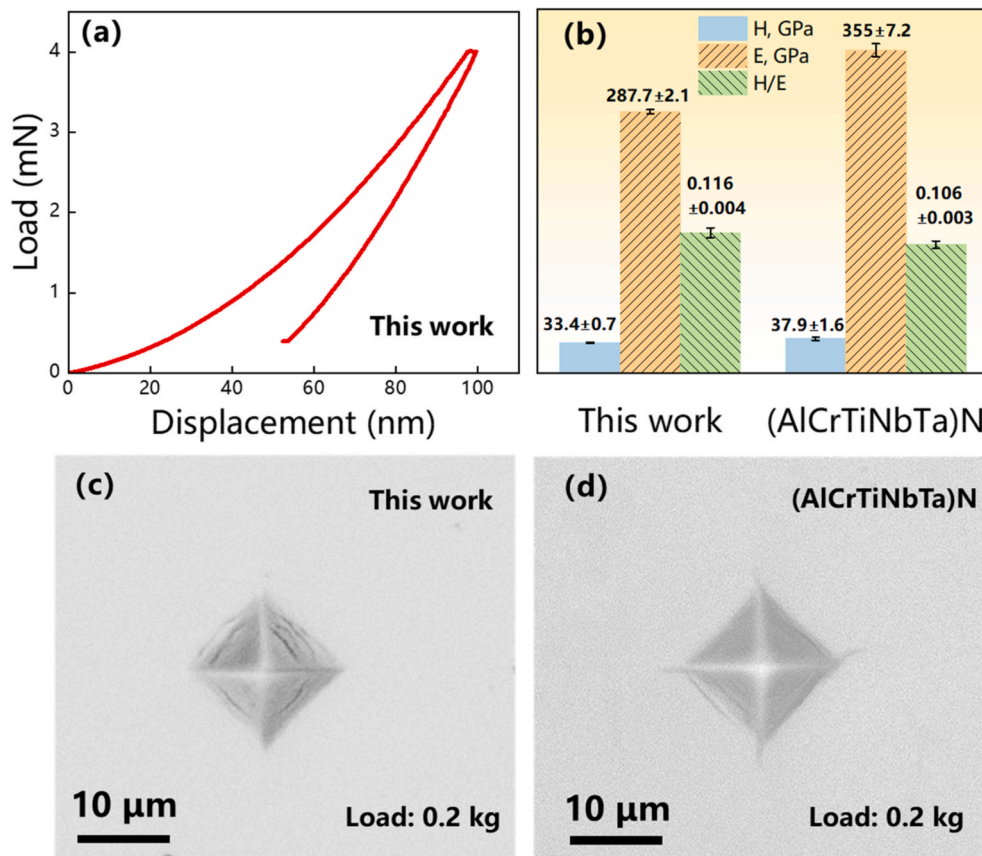 (a)
4
3
2
1
0
Load (mN)
This work
0 20 40 60 80 100
Displacement (nm)
(b)
H, GPa
E, GPa
H/E
287.7±2.1
355±7.2
0.116
±0.004
0.106
±0.003
33.4±0.7
37.9±1.6
This work
(AlCrTiNbTa)N
(c)
This work
10 μm
Load: 0.2 kg
(d)
(AlCrTiNbTa)N
10 μm
Load: 0.2 kg